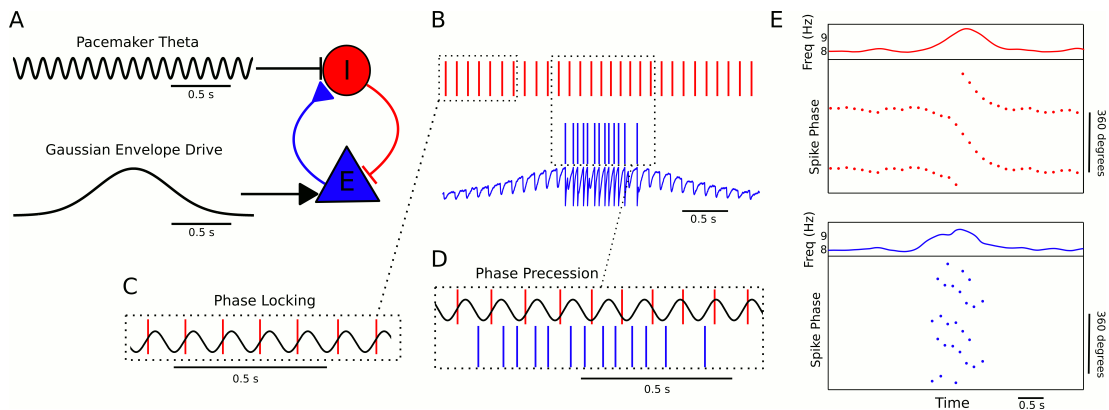 A
Pacemaker Theta
0.5 s
I
Gaussian Envelope Drive
E
0.5 s
B
0.5 s
C
Phase Locking
0.5 s
D
Phase Precession
0.5 s
E
Freq (Hz)
9
8
Spike Phase
360 degrees
Freq (Hz)
9
8
Spike Phase
360 degrees
Time
0.5 s